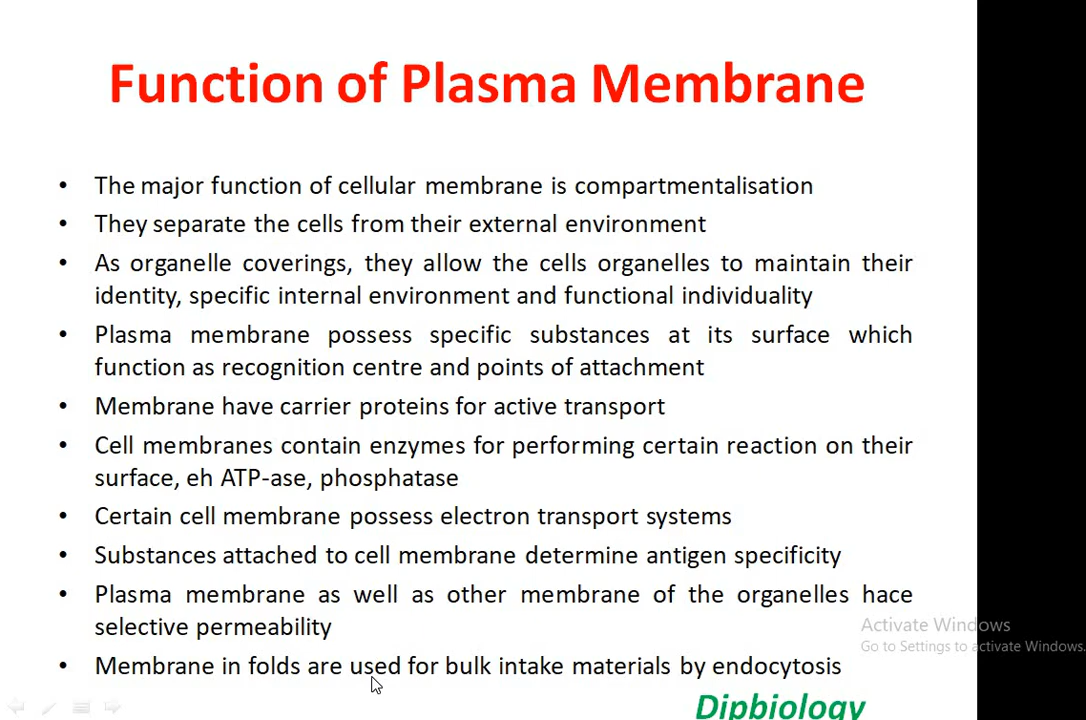 Function of Plasma Membrane
• The major function of cellular membrane is compartmentalisation
• They separate the cells from their external environment
• As organelle coverings, they allow the cells organelles to maintain their
identity, specific internal environment and functional individuality
• Plasma membrane possess specific substances at its surface which
function as recognition centre and points of attachment
• Membrane have carrier proteins for active transport
• Cell membranes contain enzymes for performing certain reaction on their
surface, eh ATP-ase, phosphatase
• Certain cell membrane possess electron transport systems
• Substances attached to cell membrane determine antigen specificity
• Plasma membrane as well as other membrane of the organelles hace
selective permeability
Activate Windows
Go to Settings to activate Windows.
• Membrane in folds are used for bulk intake materials by endocytosis
Dipbiology